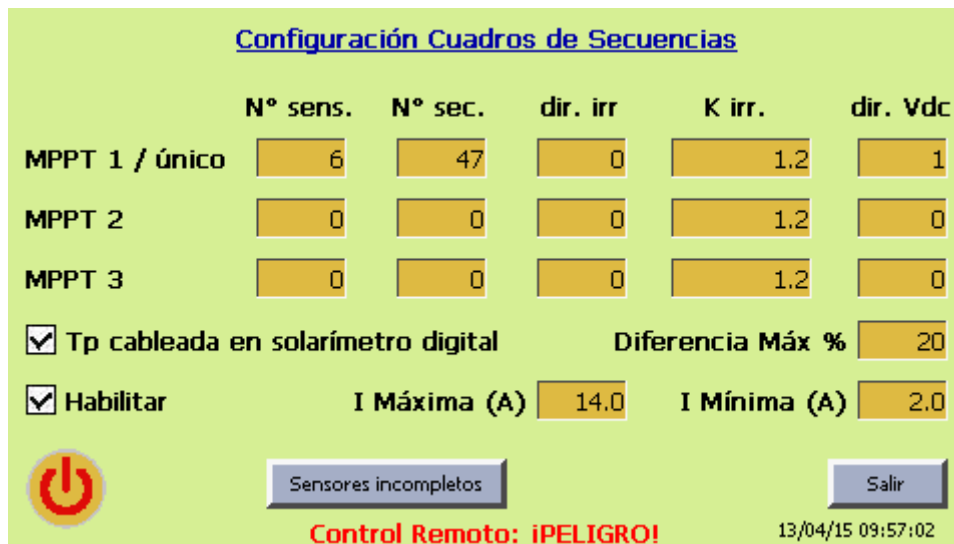 Configuración Cuadros de Secuencias
N° sens. N° sec. dir. irr K irr. dir. Vdc
MPPT 1 / único 6 47 0 1.2 1
MPPT 2 0 0 0 1.2 0
MPPT 3 0 0 0 1.2 0
Tp cableada en solarímetro digital Diferencia Máx % 20
Habilitar I Máxima (A) 14.0 I Mínima (A) 2.0
Sensores incompletos Salir
Control Remoto: ¡PELIGRO! 13/04/15 09:57:02